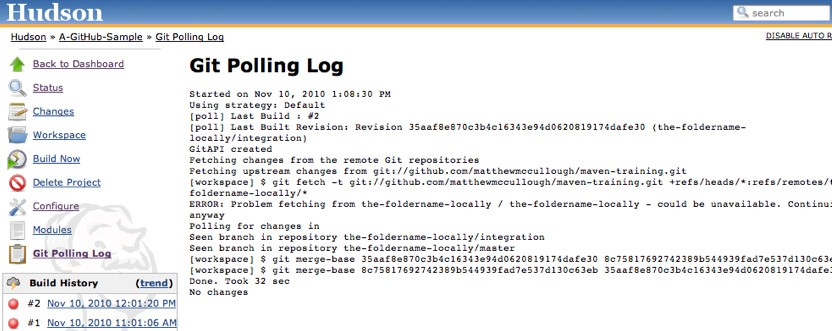 Hudson
search
Hudson » A-GitHub-Sample » Git Polling Log
DISABLE AUTO R
Back to Dashboard
Status
Changes
Workspace
Build Now
Delete Project
Configure
Modules
Git Polling Log
Build History (trend)
#2 Nov 10, 2010 12:01:20 PM
#1 Nov 10, 2010 11:01:06 AM
Git Polling Log
Started on Nov 10, 2010 1:08:30 PM
Using strategy: Default
[poll] Last Build : #2
[poll] Last Built Revision: Revision 35aaf8e870c3b4c16343e94d0620819174dafe30 (the-foldername-
locally/integration)
GitAPI created
Fetching changes from the remote Git repositories
Fetching upstream changes from git://github.com/matthewmccullough/maven-training.git
[workspace] $ git fetch -t git://github.com/matthewmccullough/maven-training.git +refs/heads/*:refs/remotes/t
foldername-locally/*
ERROR: Problem fetching from the-foldername-locally / the-foldername-locally - could be unavailable. Continui
anyway
Polling for changes in
Seen branch in repository the-foldername-locally/integration
Seen branch in repository the-foldername-locally/master
[workspace] $ git merge-base 35aaf8e870c3b4c16343e94d0620819174dafe30 8c75817692742389b544939fad7e537d130c63e
[workspace] $ git merge-base 8c75817692742389b544939fad7e537d130c63eb 35aaf8e870c3b4c16343e94d0620819174dafe3
Done. Took 32 sec
No changes